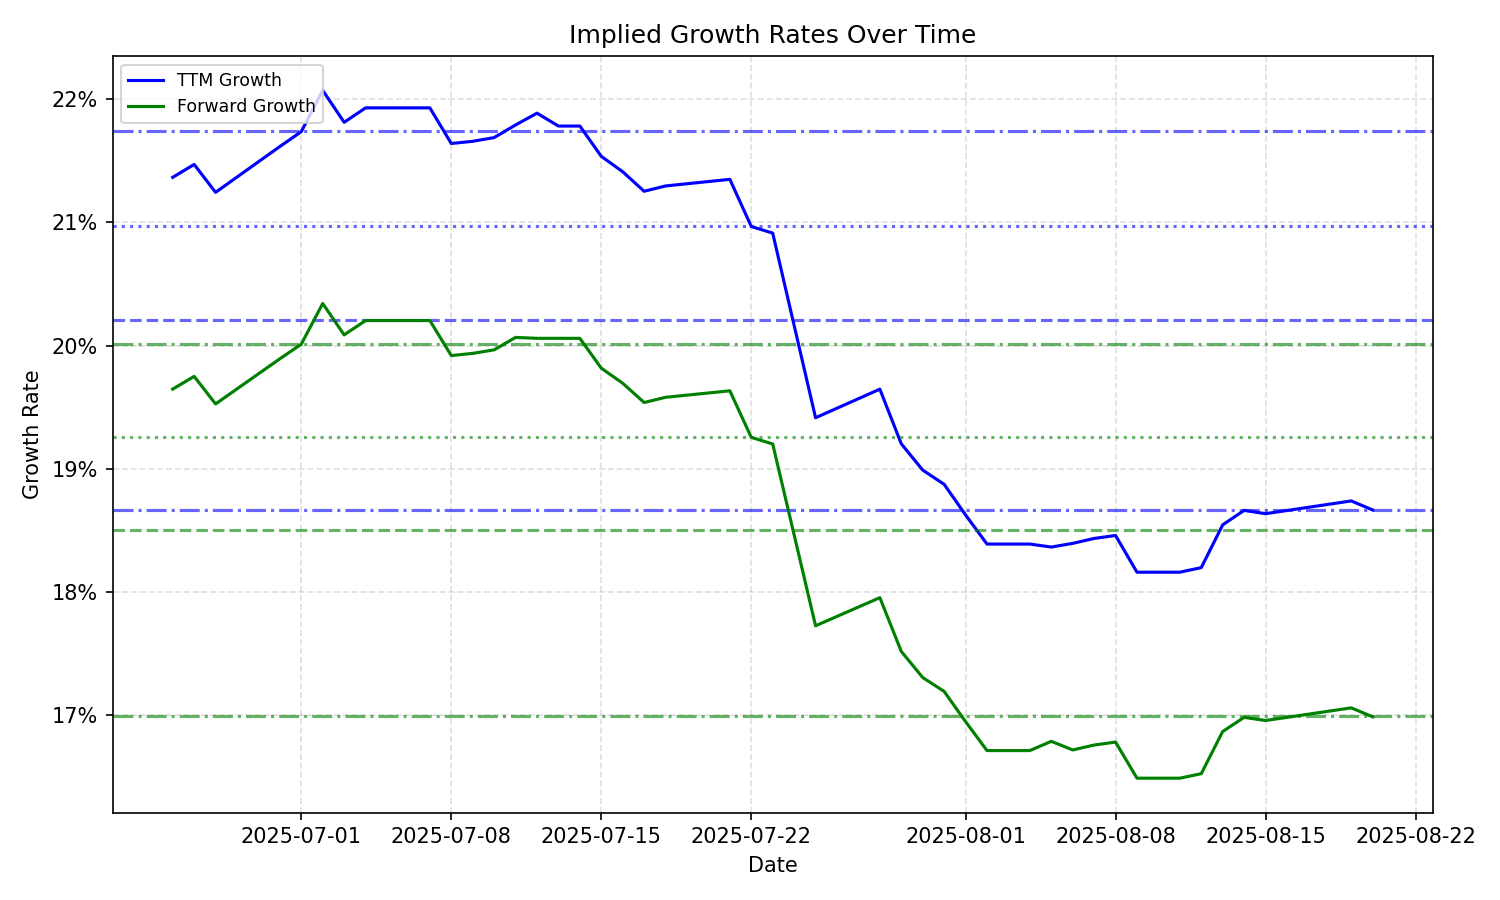 Implied Growth Rates Over Time
TTM Growth
Forward Growth
22%
21%
20%
19%
18%
17%
Growth Rate
2025-07-01
2025-07-08
2025-07-15
2025-07-22
2025-08-01
2025-08-08
2025-08-15
2025-08-22
Date